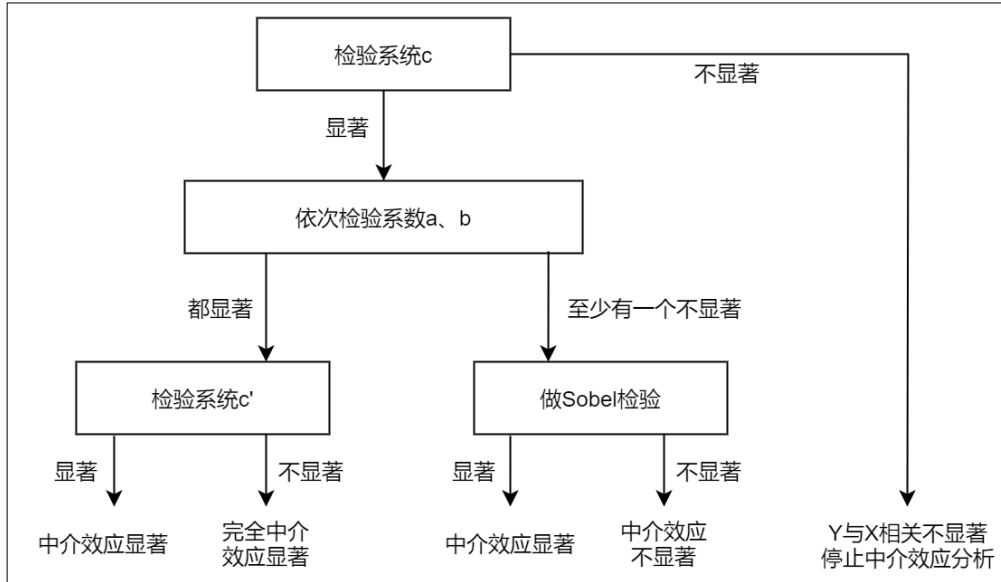 检验系统c
不显著
显著
依次检验系数a、b
都显著
至少有一个不显著
检验系统c'
做Sobel检验
显著
不显著
显著
不显著
中介效应显著
完全中介
效应显著
中介效应显著
中介效应
不显著
Y与X相关不显著
停止中介效应分析